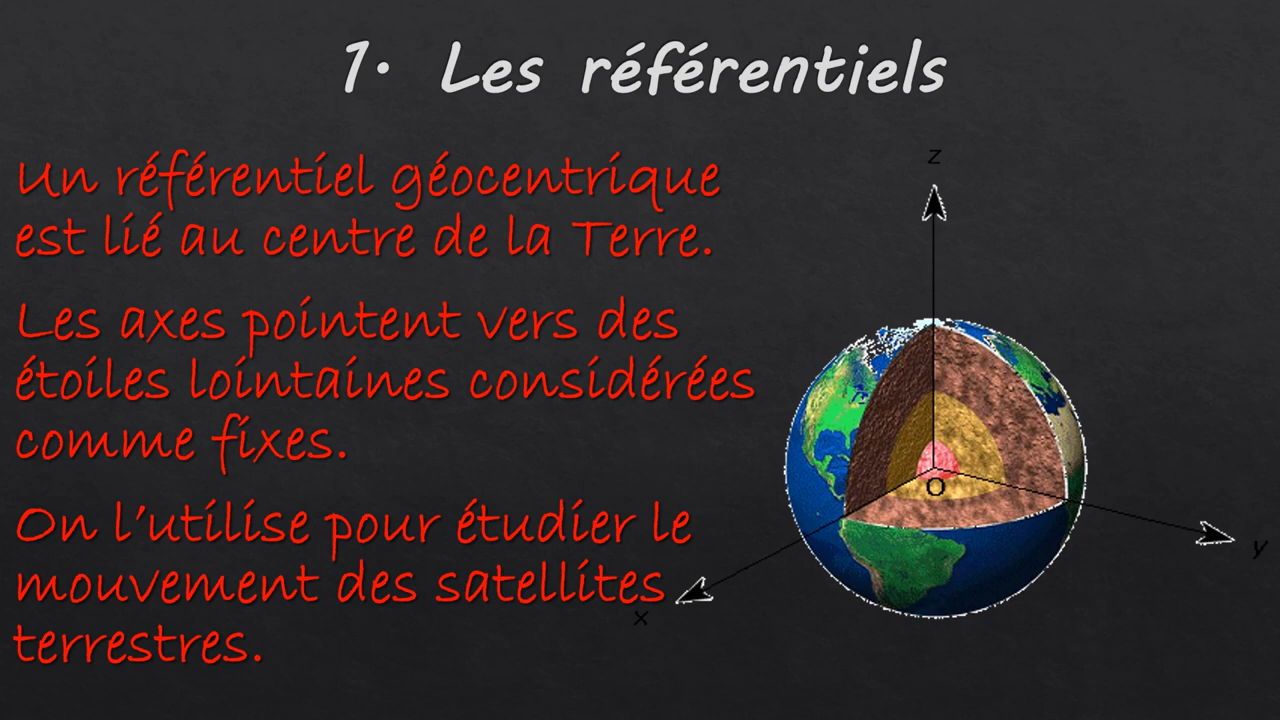 1. Les référentiels
Un référentiel géocentrique
est lié au centre de la Terre.
Les axes pointent vers des
étoiles lointaines considérées
comme fixes.
On l’utilise pour étudier le
mouvement des satellites
terrestres.
z
O
y
x